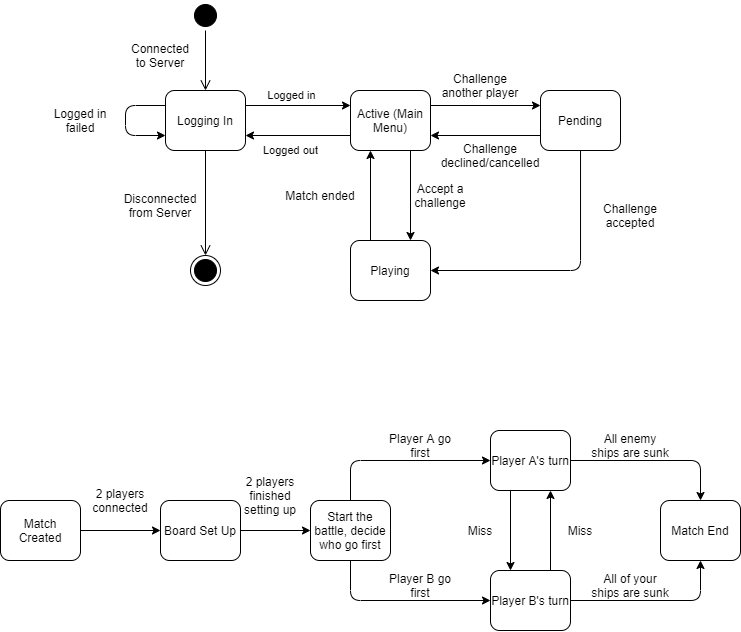 Connected
to Server
Logged in
Challenge
another player
Logged in
failed
Logging In
Active (Main
Menu)
Pending
Logged out
Challenge
declined/cancelled
Disconnected
from Server
Match ended
Accept a
challenge
Challenge
accepted
Playing
Player A go
first
All enemy
ships are sunk
Player A's turn
2 players
connected
2 players
finished
setting up
Match
Created
Board Set Up
Start the
battle, decide
who go first
Miss
Miss
Match End
Player B go
first
All of your
ships are sunk
Player B's turn